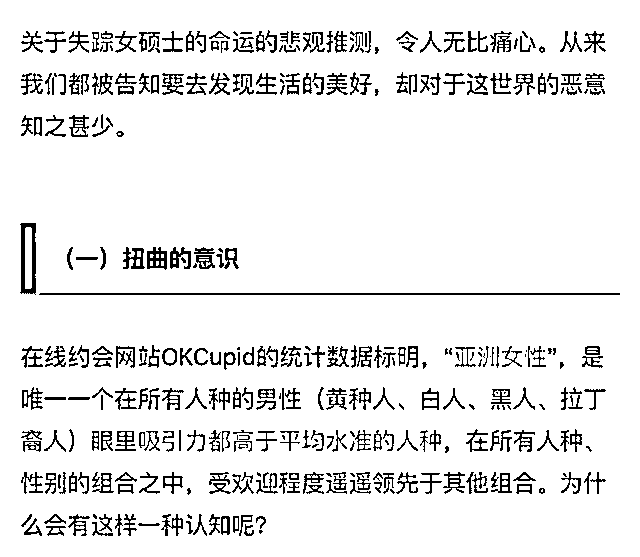 关于失踪女硕士的命运的悲观推测，令人无比痛心。从来
我们都被告知要去发现生活的美好，却对于这世界的恶意
知之甚少。
（一）扭曲的意识
在线约会网站OKCupid的统计数据标明，“亚洲女性”，是
唯一一个在所有人种的男性（黄种人、白人、黑人、拉丁
裔人）眼里吸引力都高于平均水准的人种，在所有人种、
性别的组合之中，受欢迎程度遥遥领先于其他组合。为什
么会有这样一种认知呢？